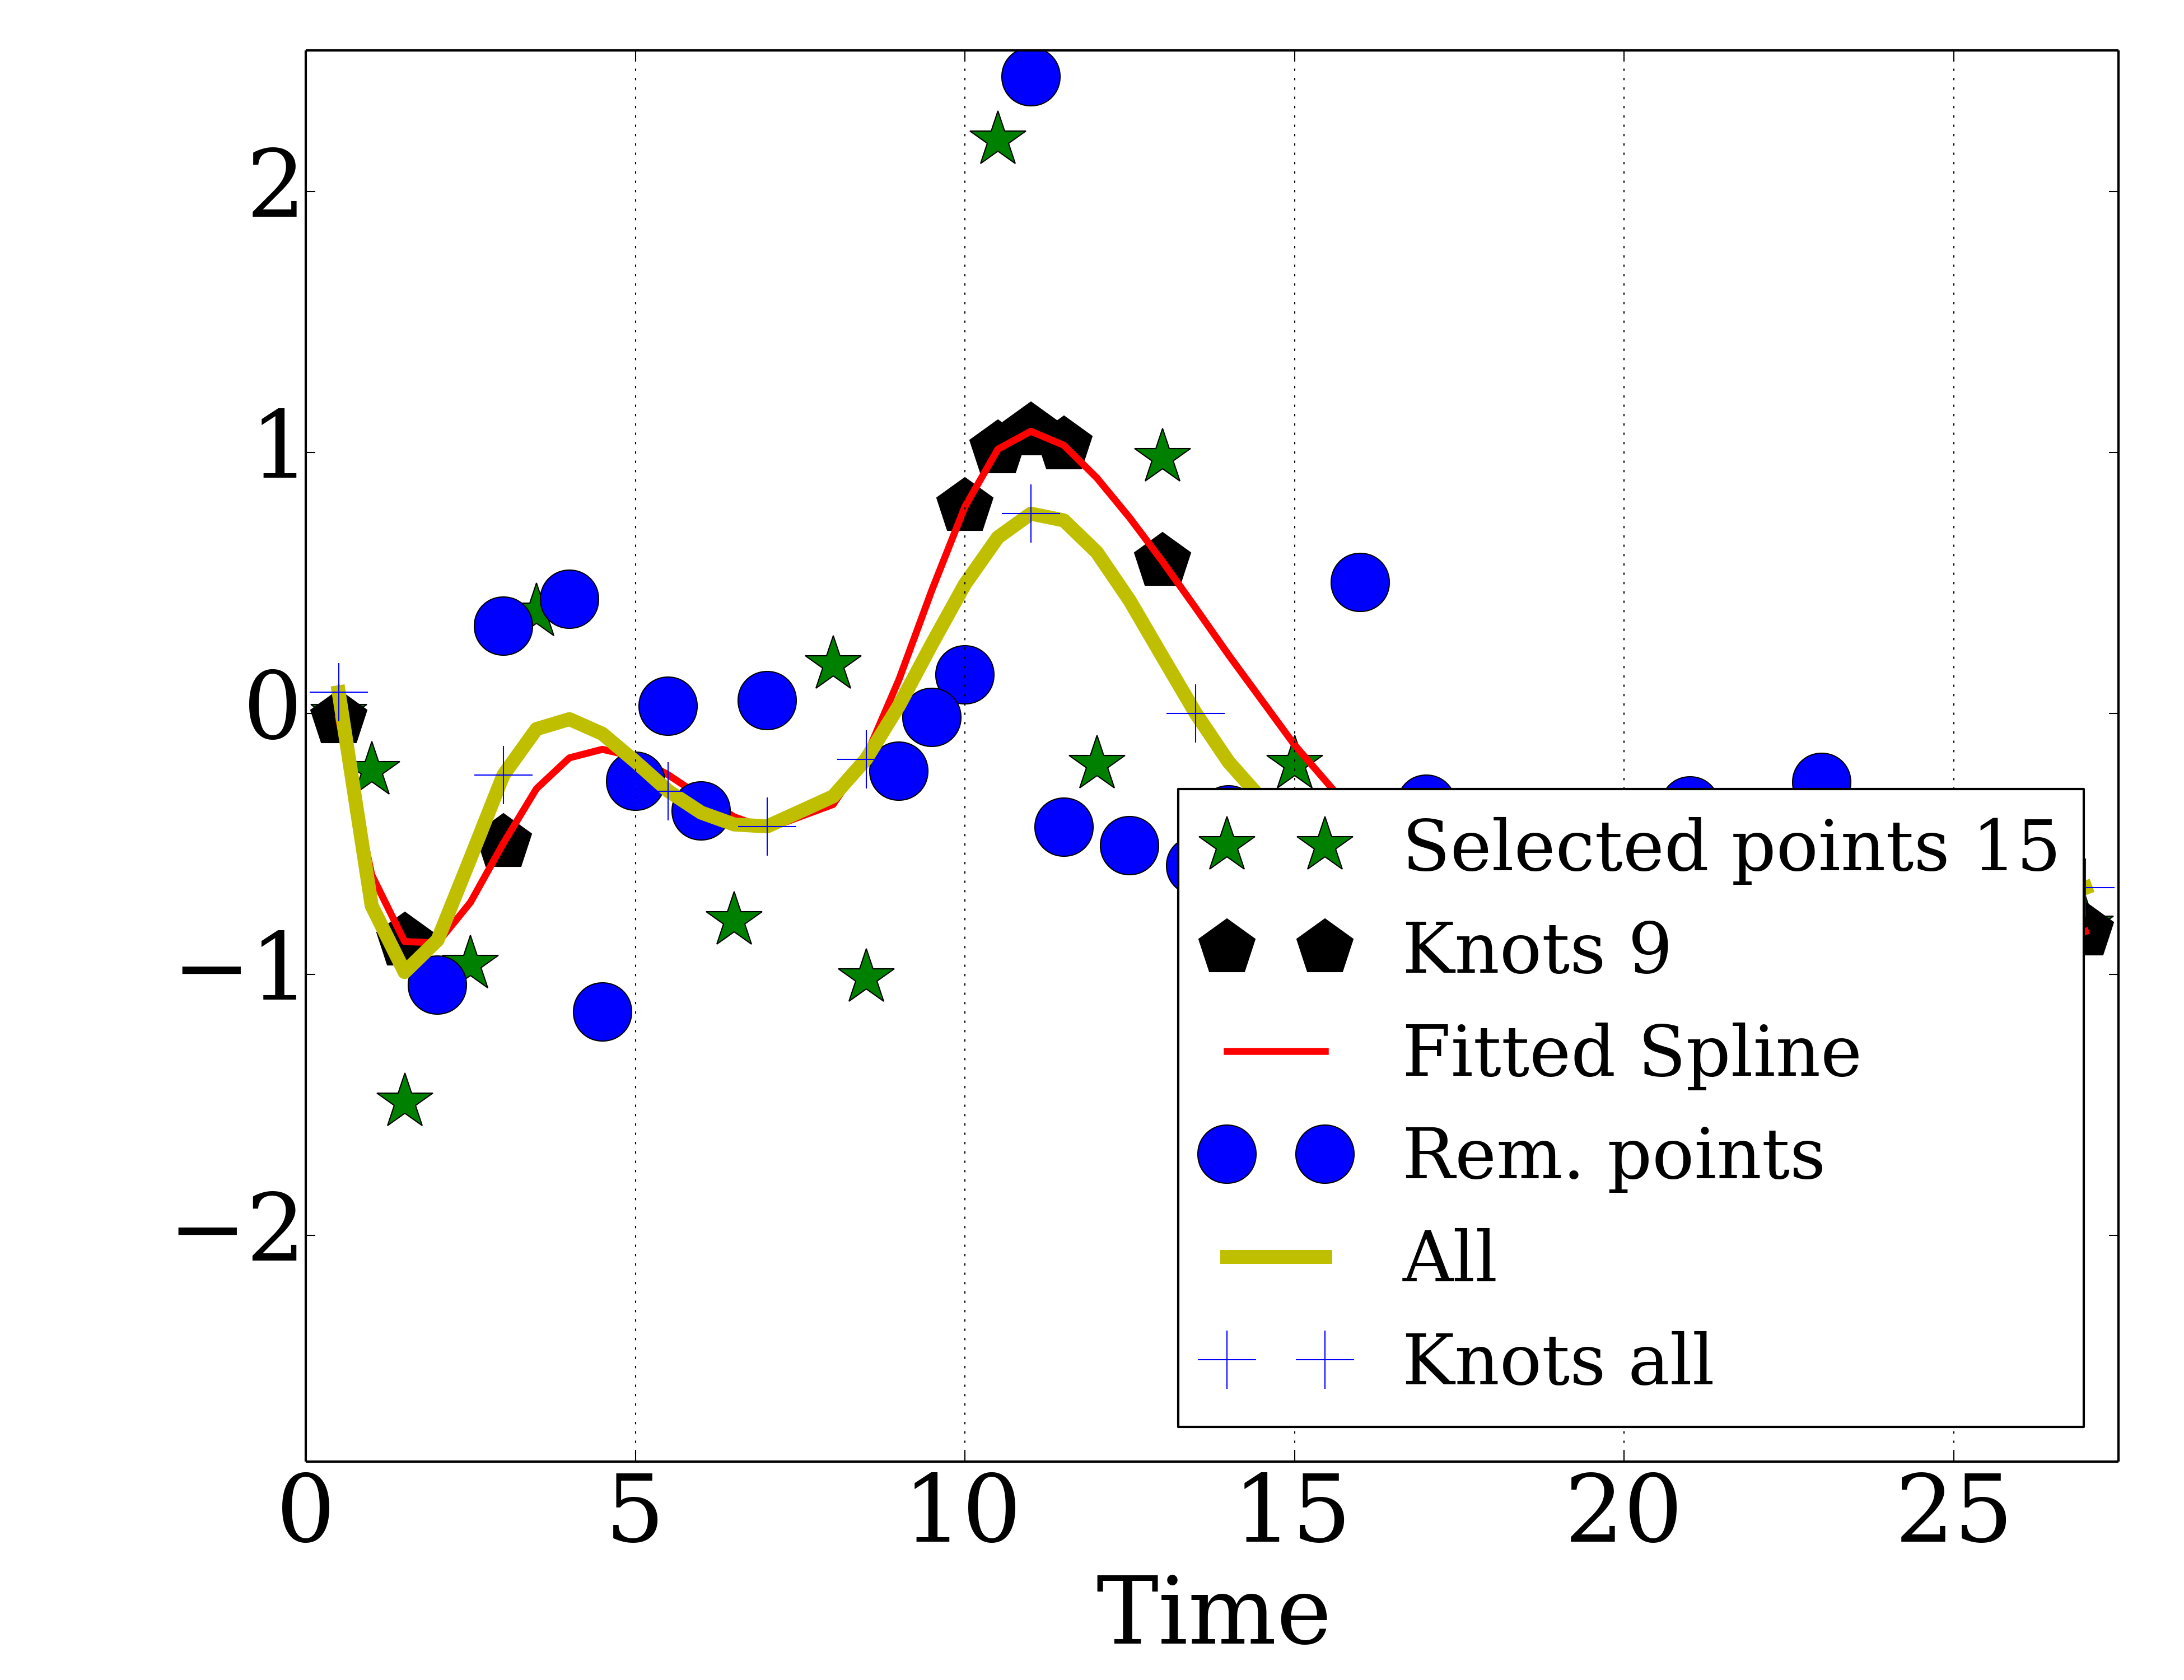 2
1
0
−1
−2
Selected points 15
Knots 9
Fitted Spline
Rem. points
All
Knots all
0 5 10 15 20 25
Time